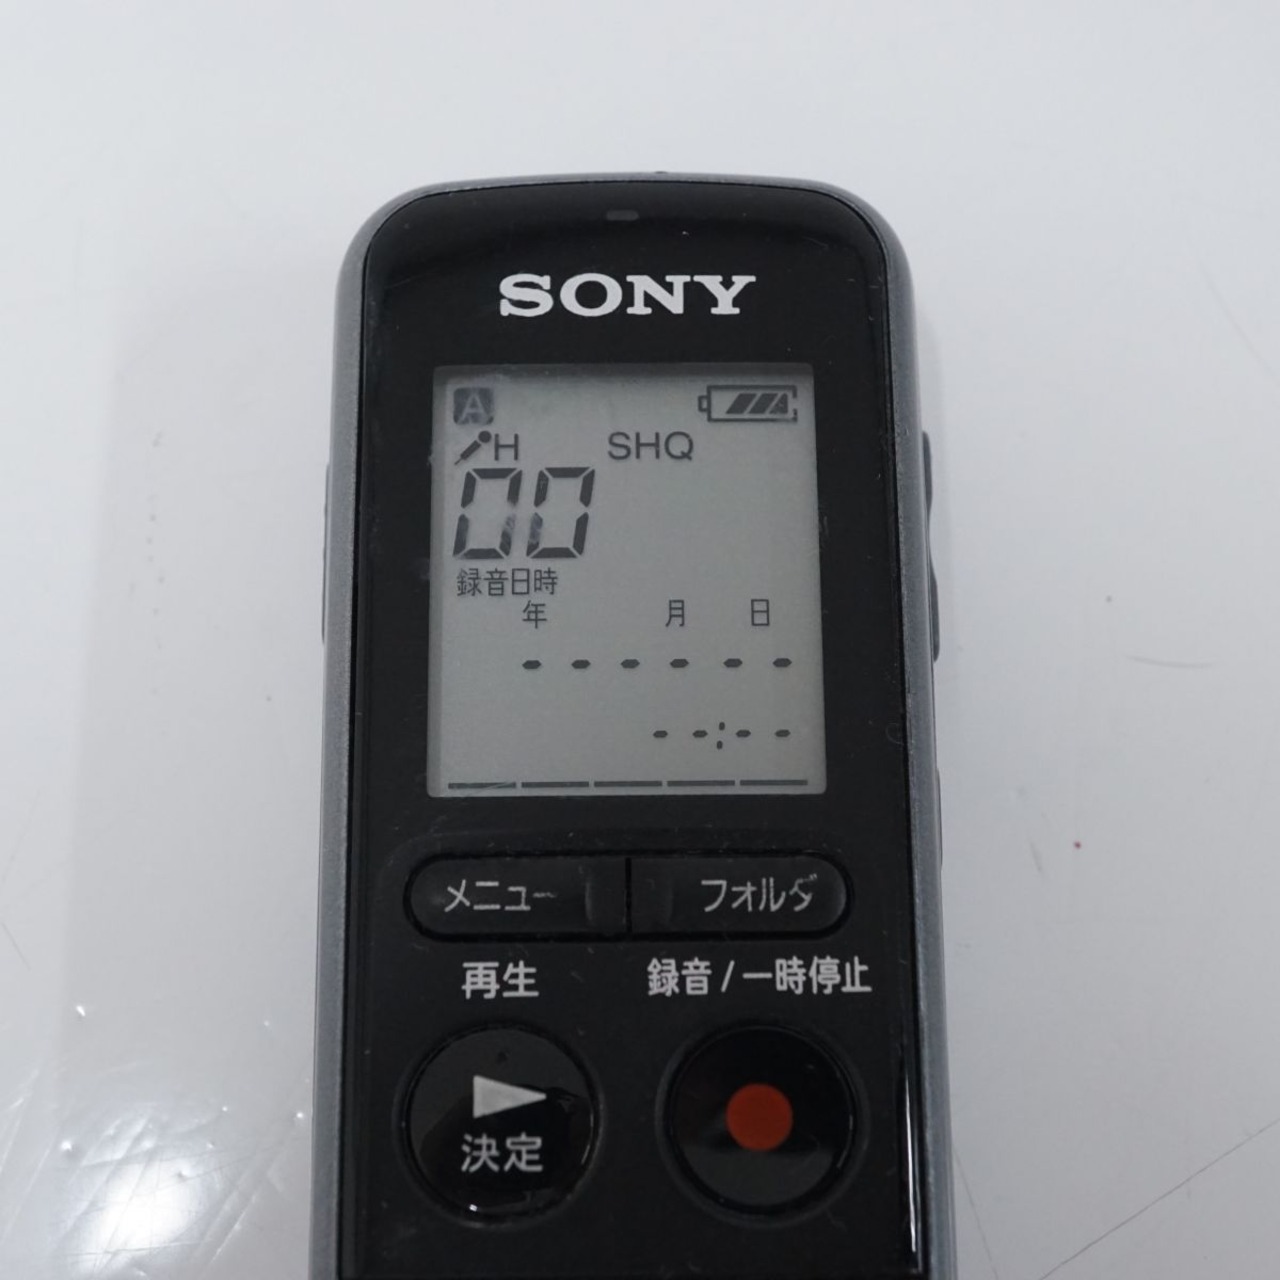 SONY
A
H SHQ
00
録音日時
年 月 日
- - - - - -
- -:- -
メニュー フォルダ
再生 録音/一時停止
決定